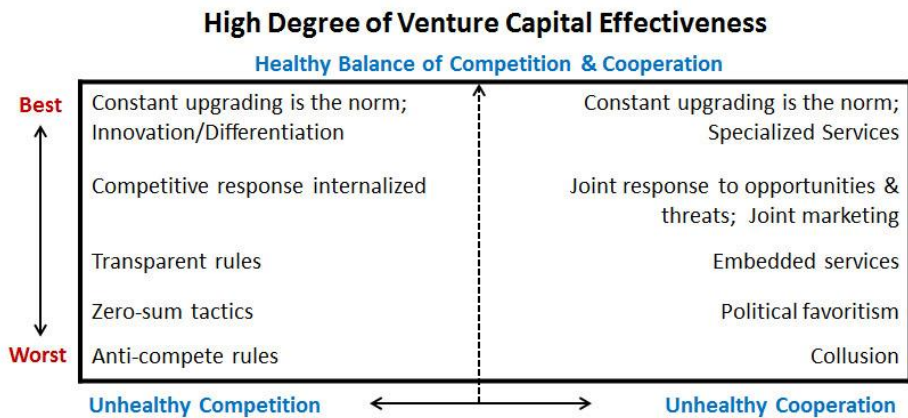 High Degree of Venture Capital Effectiveness
Healthy Balance of Competition & Cooperation
Best
Constant upgrading is the norm;
Innovation/Differentiation
Constant upgrading is the norm;
Specialized Services
Competitive response internalized
Joint response to opportunities &
threats; Joint marketing
Transparent rules
Embedded services
Zero-sum tactics
Political favoritism
Worst
Anti-compete rules
Collusion
Unhealthy Competition
Unhealthy Cooperation